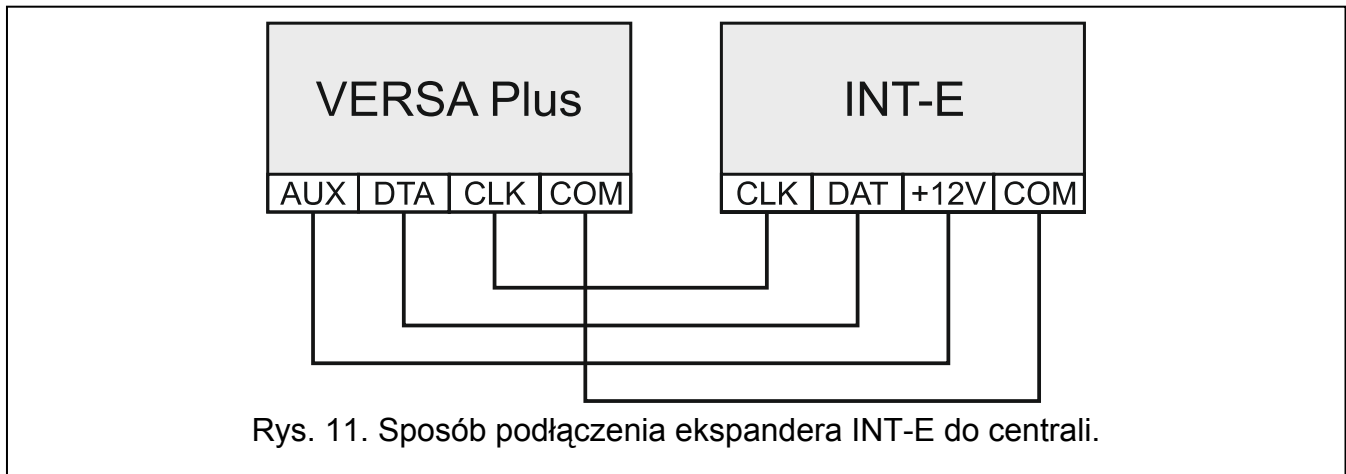 VERSA Plus
INT-E
AUX DTA CLK COM
CLK DAT +12V COM
Rys. 11. Sposób podłączenia ekspandera INT-E do centrali.